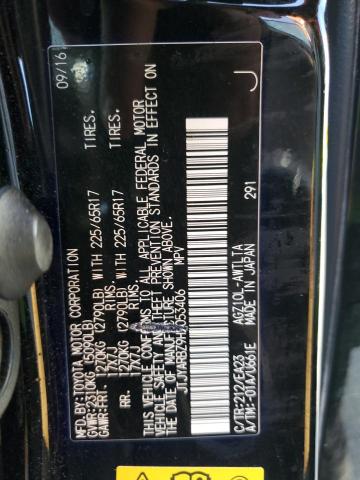 MFD.BY:TOYOTA MOTOR CORPORATION 09/16
GVWR:2310KG(5090LB)
GAWR:FRT. 1270KG (2790LB) WITH 225/65R17 TIRES.
17X7J RIMS.
RR. 1270KG (2790LB) WITH 225/65R17 TIRES.
17X7J RIMS.
THIS VEHICLE CONFORMS TO ALL APPLICABLE FEDERAL MOTOR
VEHICLE SAFETY AND THEFT PREVENTION STANDARDS IN EFFECT ON
THE DATE OF MANUFACTURE SHOWN ABOVE.
MPV
J
C/TR:212/EA23 AGZ10L-AWTLTA
A/TM:-01A/U661E MADE IN JAPAN 291